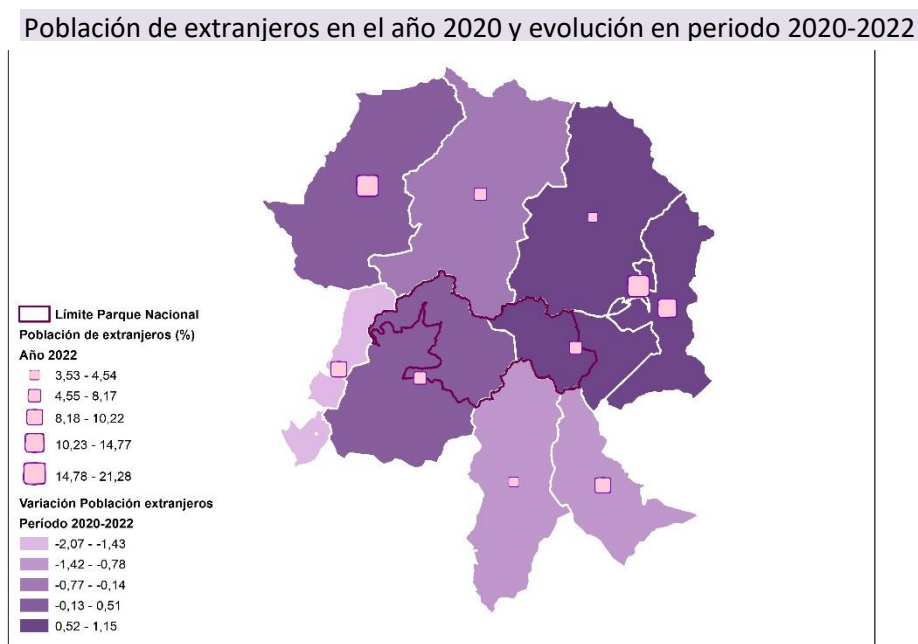 Población de extranjeros en el año 2020 y evolución en periodo 2020-2022
Límite Parque Nacional
Población de extranjeros (%)
Año 2022
3,53 - 4,54
4,55 - 8,17
8,18 - 10,22
10,23 - 14,77
14,78 - 21,28
Variación Población extranjeros
Período 2020-2022
-2,07 - -1,43
-1,42 - -0,78
-0,77 - -0,14
-0,13 - 0,51
0,52 - 1,15